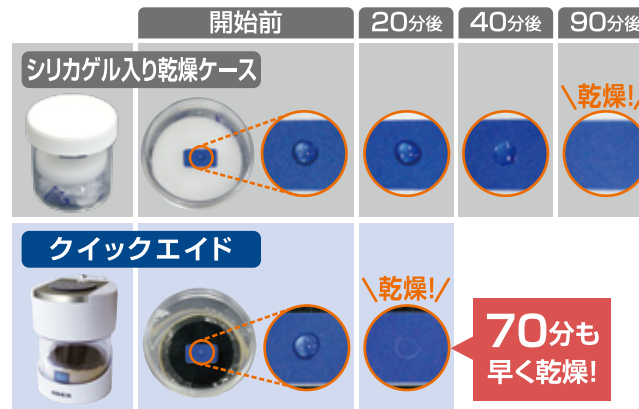 開始前
20分後
40分後
90分後
シリカゲル入り乾燥ケース
乾燥!
クイックエイド
乾燥!
70分も
早く乾燥!